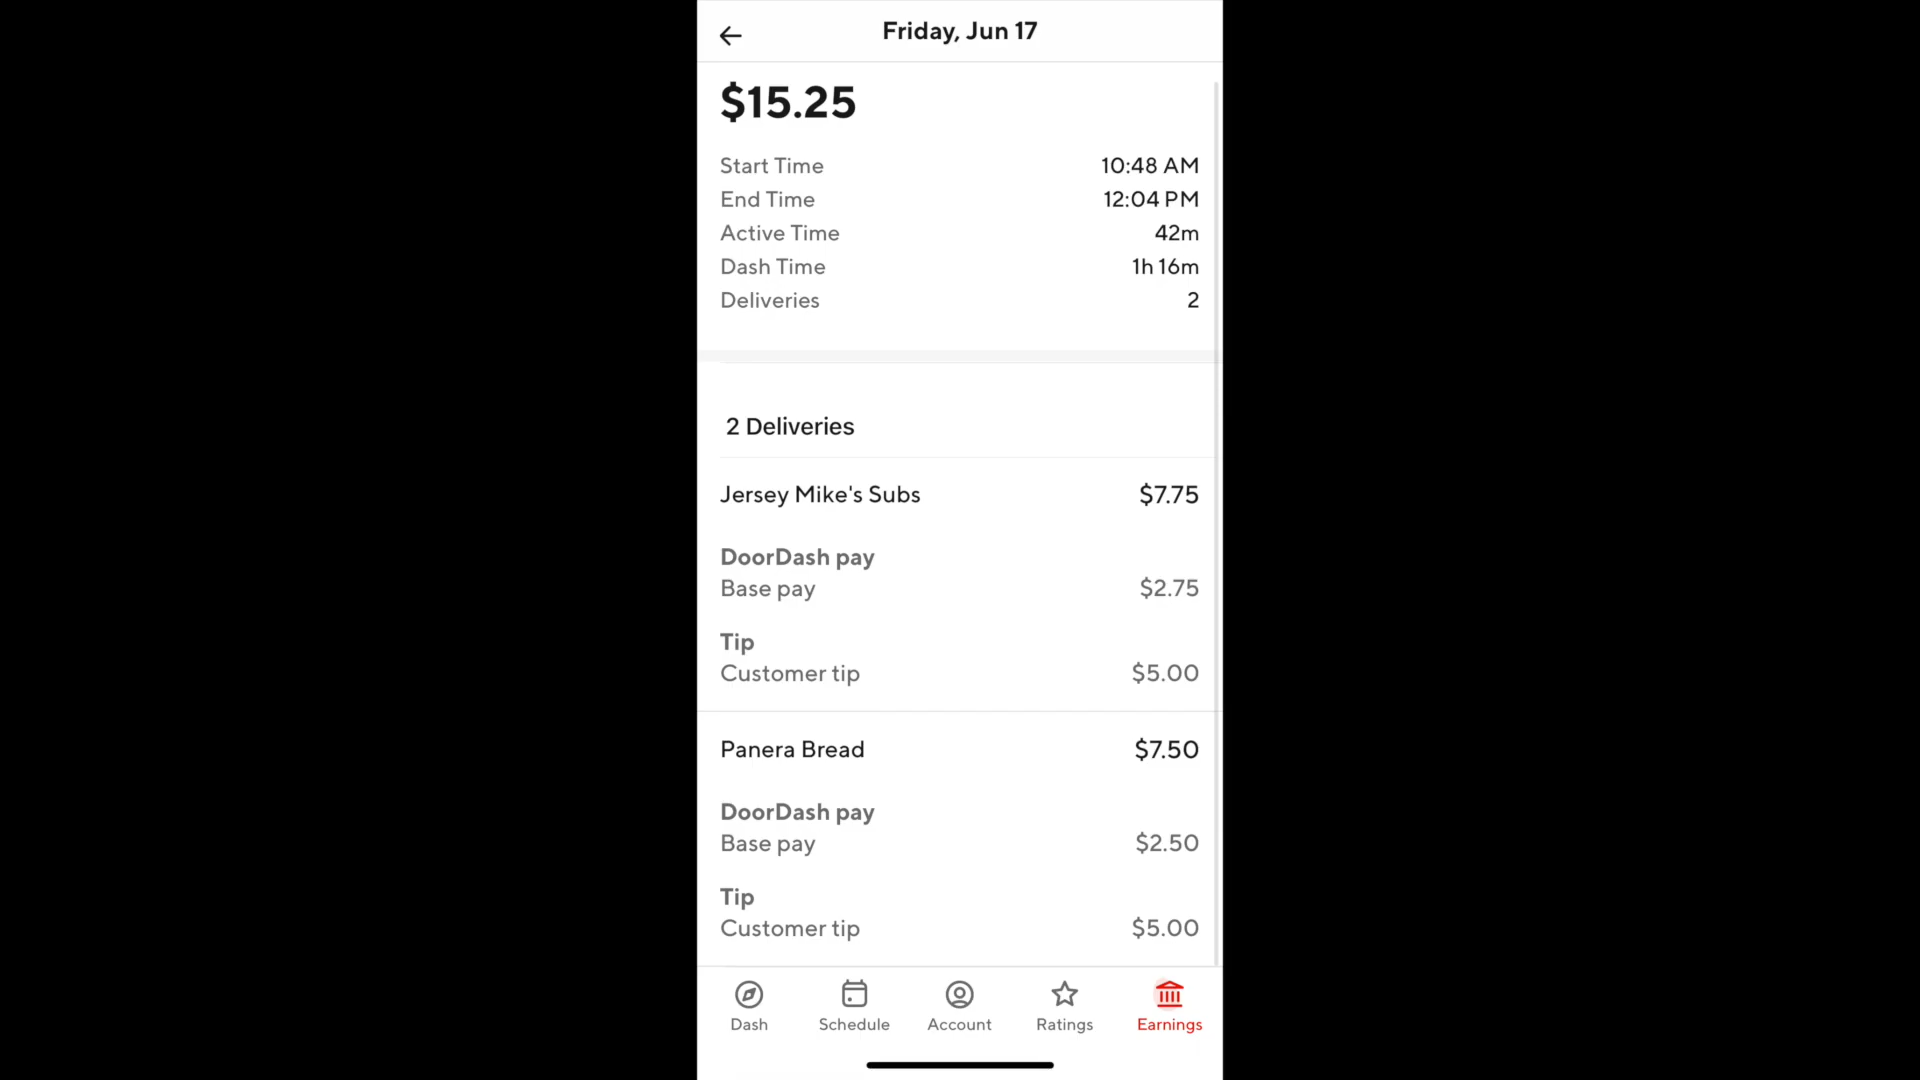 Friday, Jun 17
$15.25
Start Time 10:48 AM
End Time 12:04 PM
Active Time 42m
Dash Time 1h 16m
Deliveries 2
2 Deliveries
Jersey Mike's Subs $7.75
DoorDash pay
Base pay $2.75
Tip
Customer tip $5.00
Panera Bread $7.50
DoorDash pay
Base pay $2.50
Tip
Customer tip $5.00
Dash Schedule Account Ratings Earnings